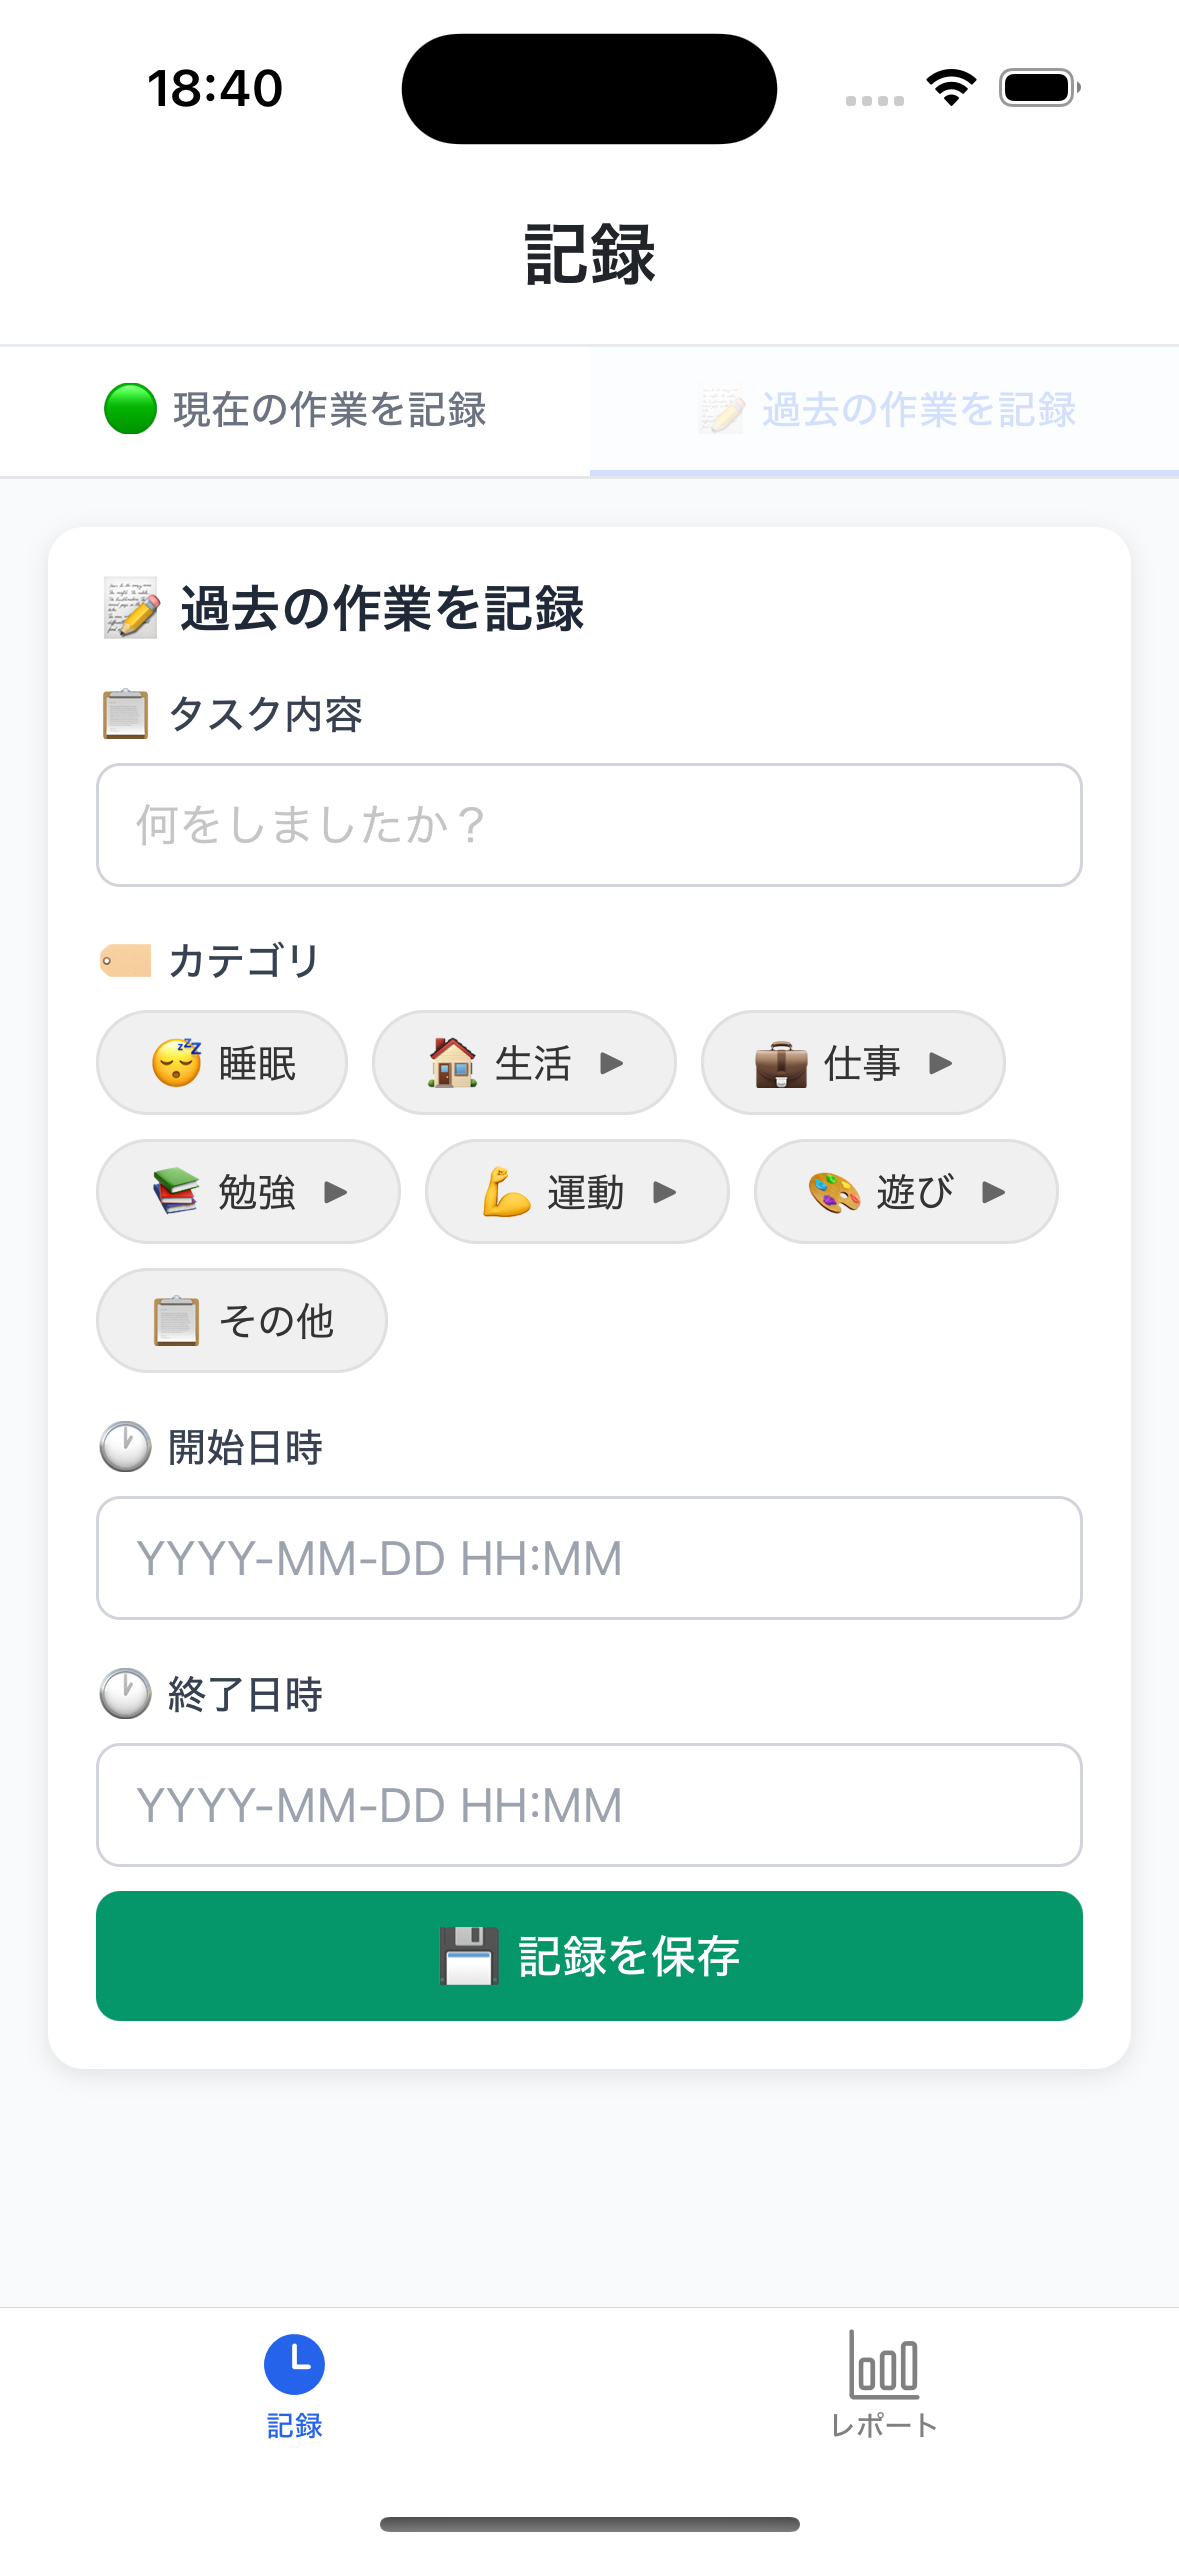 18:40
記録
現在の作業を記録
過去の作業を記録
過去の作業を記録
タスク内容
何をしましたか？
カテゴリ
睡眠
生活 ▶
仕事 ▶
勉強 ▶
運動 ▶
遊び ▶
その他
開始日時
YYYY-MM-DD HH:MM
終了日時
YYYY-MM-DD HH:MM
記録を保存
記録
レポート